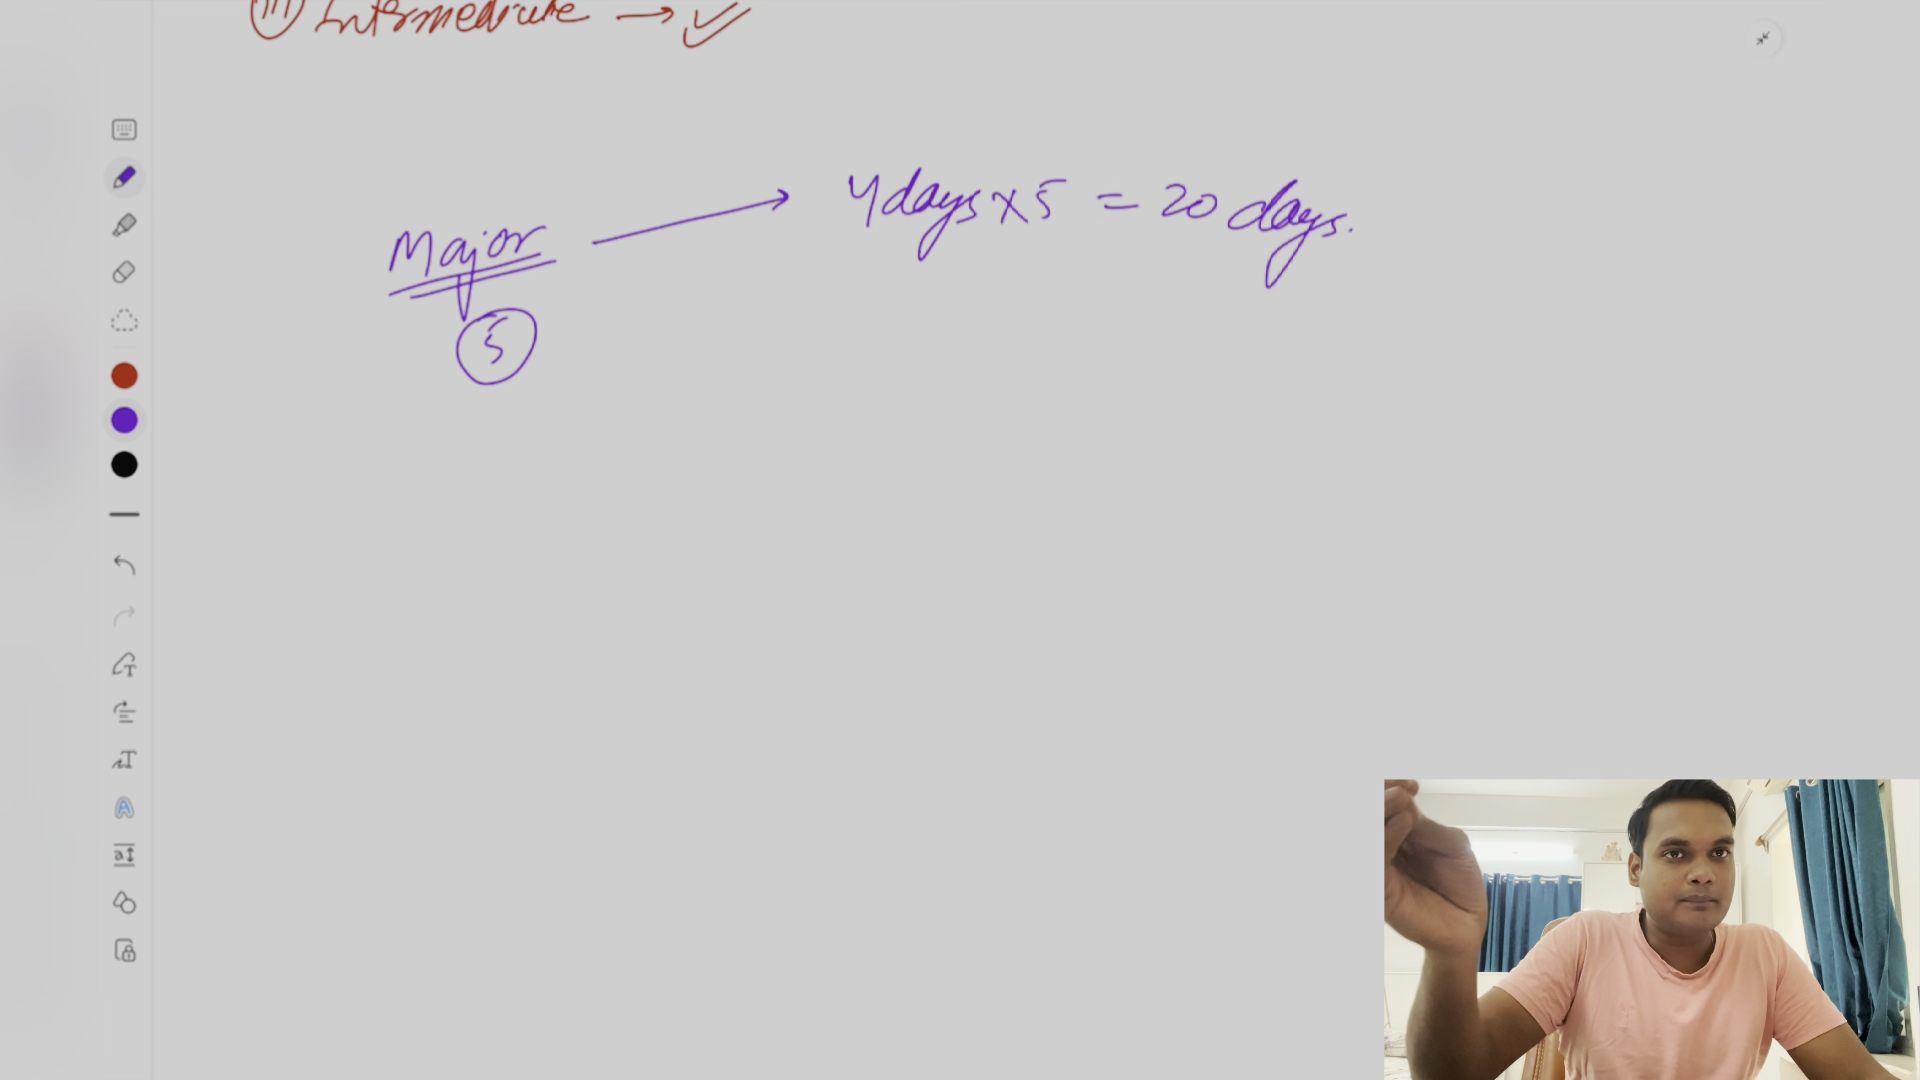 (III) Intermediate →
Major → 4 days × 5 = 20 days.
5